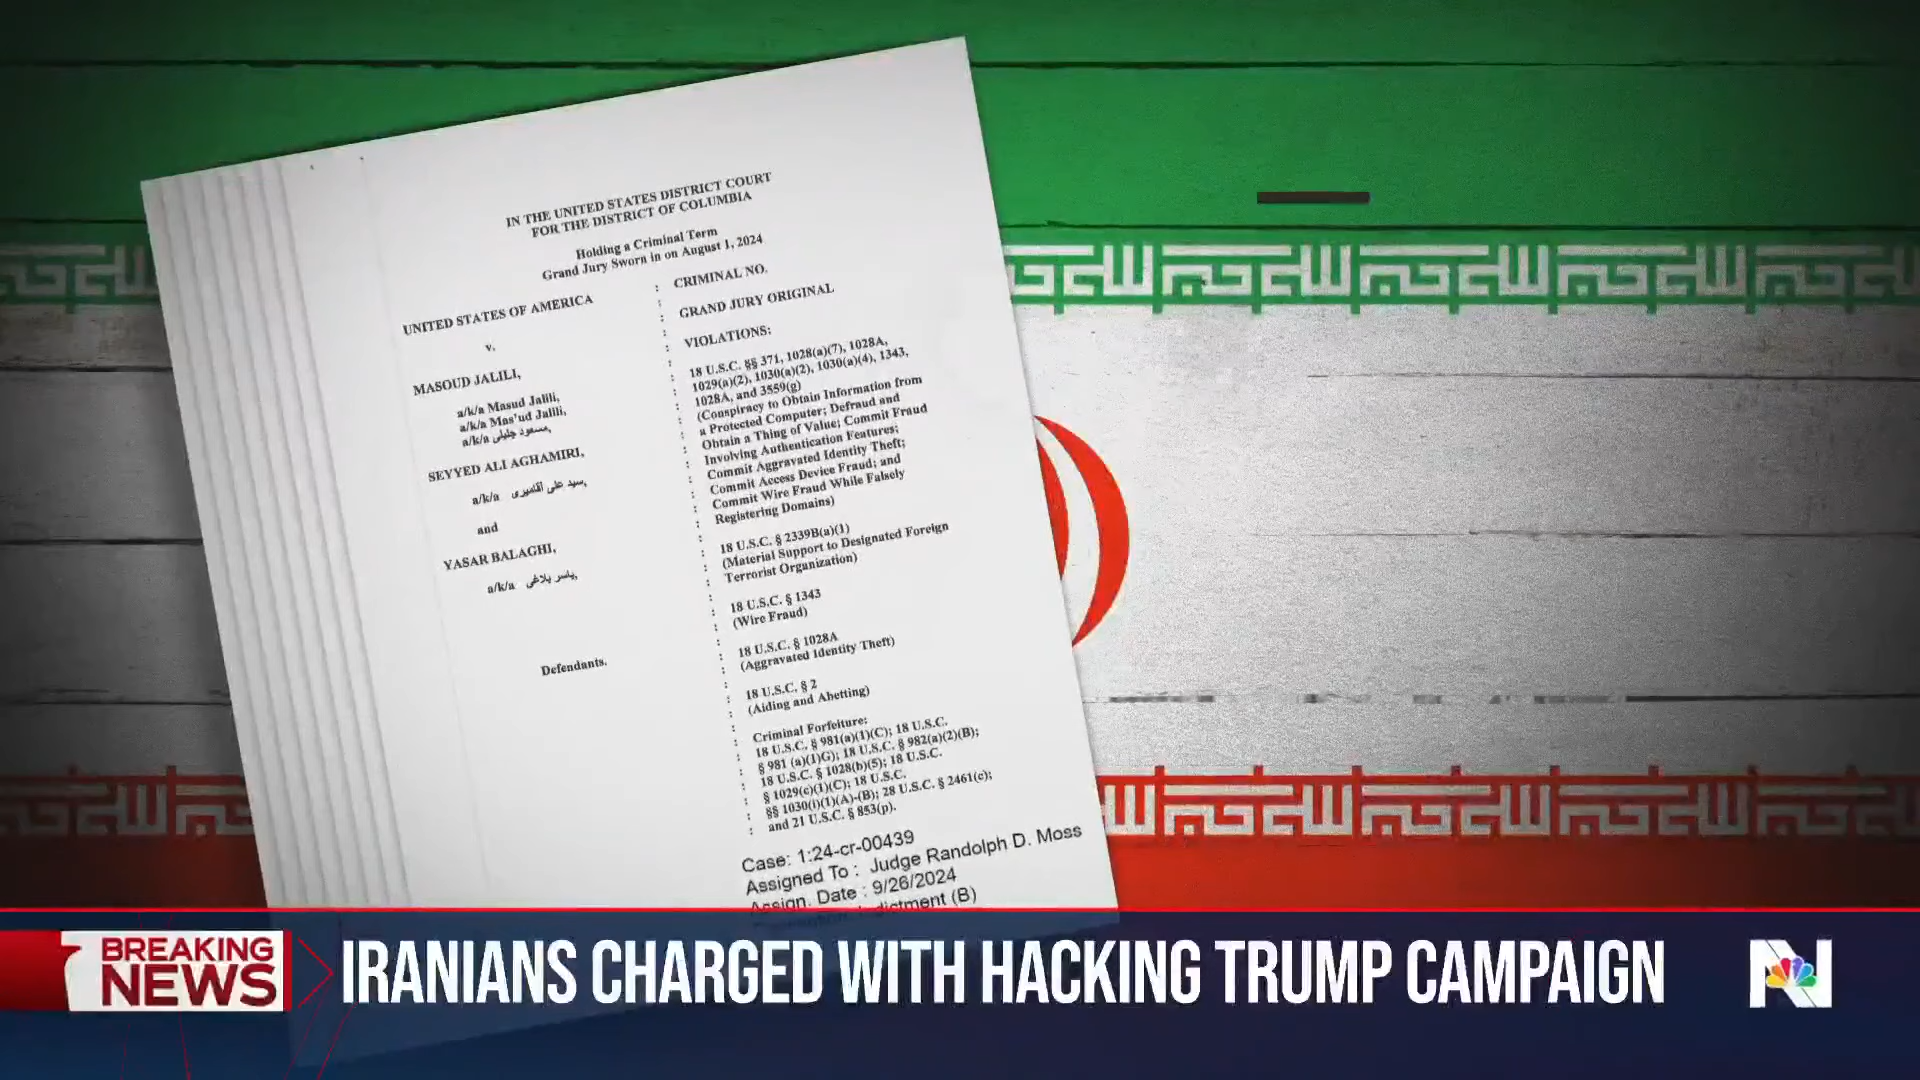 IN THE UNITED STATES DISTRICT COURT
FOR THE DISTRICT OF COLUMBIA
Holding a Criminal Term
Grand Jury Sworn in on August 1, 2024
UNITED STATES OF AMERICA
v.
MASOUD JALILI,
a/k/a Masud Jalili,
a/k/a Mas'ud Jalili,
a/k/a مسعود جلیلی,
SEYYED ALI AGHAMIRI,
a/k/a سید علی آقامیری,
and
YASAR BALAGHI,
a/k/a یاسر بلاغی,
Defendants.
CRIMINAL NO.
GRAND JURY ORIGINAL
VIOLATIONS:
18 U.S.C. §§ 371, 1028(a)(7), 1028A,
1029(a)(2), 1030(a)(2), 1030(a)(4), 1343,
1028A, and 3559(g)
(Conspiracy to Obtain Information from
a Protected Computer; Defraud and
Obtain a Thing of Value; Commit Fraud
Involving Authentication Features;
Commit Aggravated Identity Theft;
Commit Access Device Fraud; and
Commit Wire Fraud While Falsely
Registering Domains)
18 U.S.C. § 2339B(a)(1)
(Material Support to Designated Foreign
Terrorist Organization)
18 U.S.C. § 1343
(Wire Fraud)
18 U.S.C. § 1028A
(Aggravated Identity Theft)
18 U.S.C. § 2
(Aiding and Abetting)
Criminal Forfeiture:
18 U.S.C. § 981(a)(1)(C); 18 U.S.C.
§ 981 (a)(1)G); 18 U.S.C. § 982(a)(2)(B);
18 U.S.C. § 1028(b)(5); 18 U.S.C.
§ 1029(c)(1)(C); 18 U.S.C.
§§ 1030(i)(1)(A)-(B); 28 U.S.C. § 2461(c);
and 21 U.S.C. § 853(p).
Case: 1:24-cr-00439
Assigned To : Judge Randolph D. Moss
Assign. Date : 9/26/2024
(B)
BREAKING
NEWS
IRANIANS CHARGED WITH HACKING TRUMP CAMPAIGN